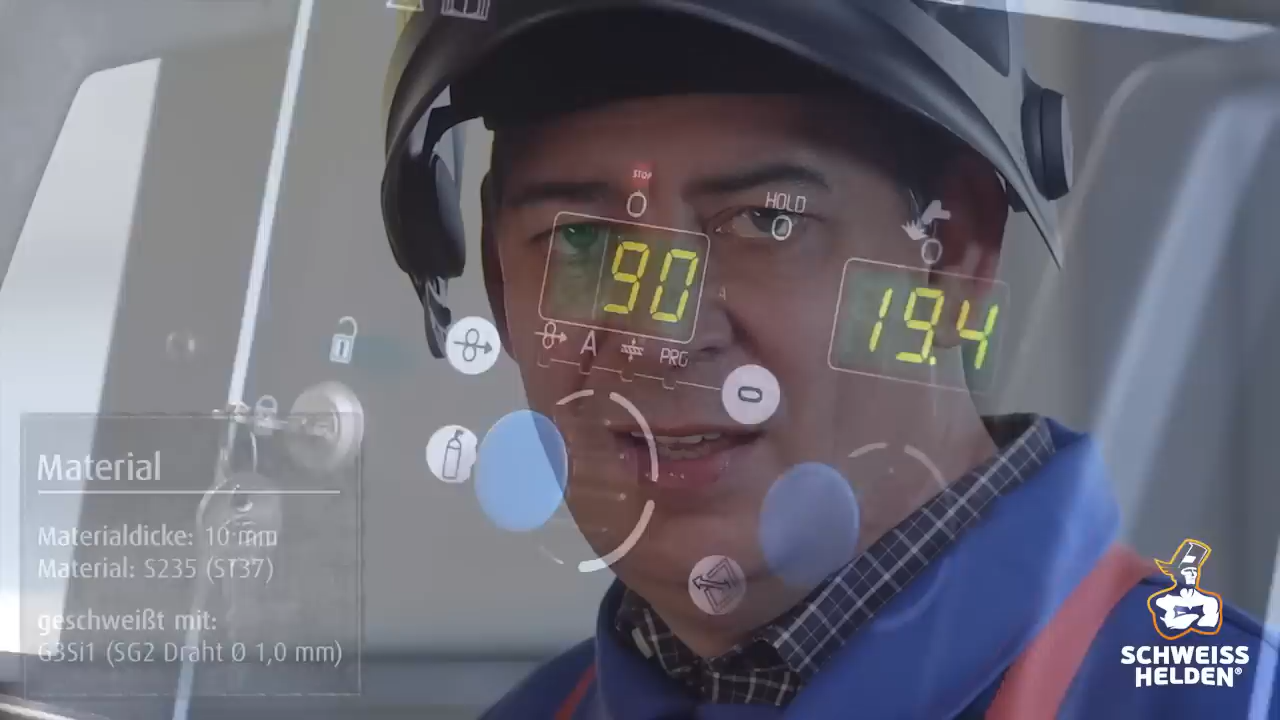 STOP
HOLD
90
A
19.4
A
PRG
Material
Materialdicke: 10 mm
Material: S235 (ST37)
geschweißt mit:
G3Si1 (SG2 Draht Ø 1,0 mm)
SCHWEISS
HELDEN®